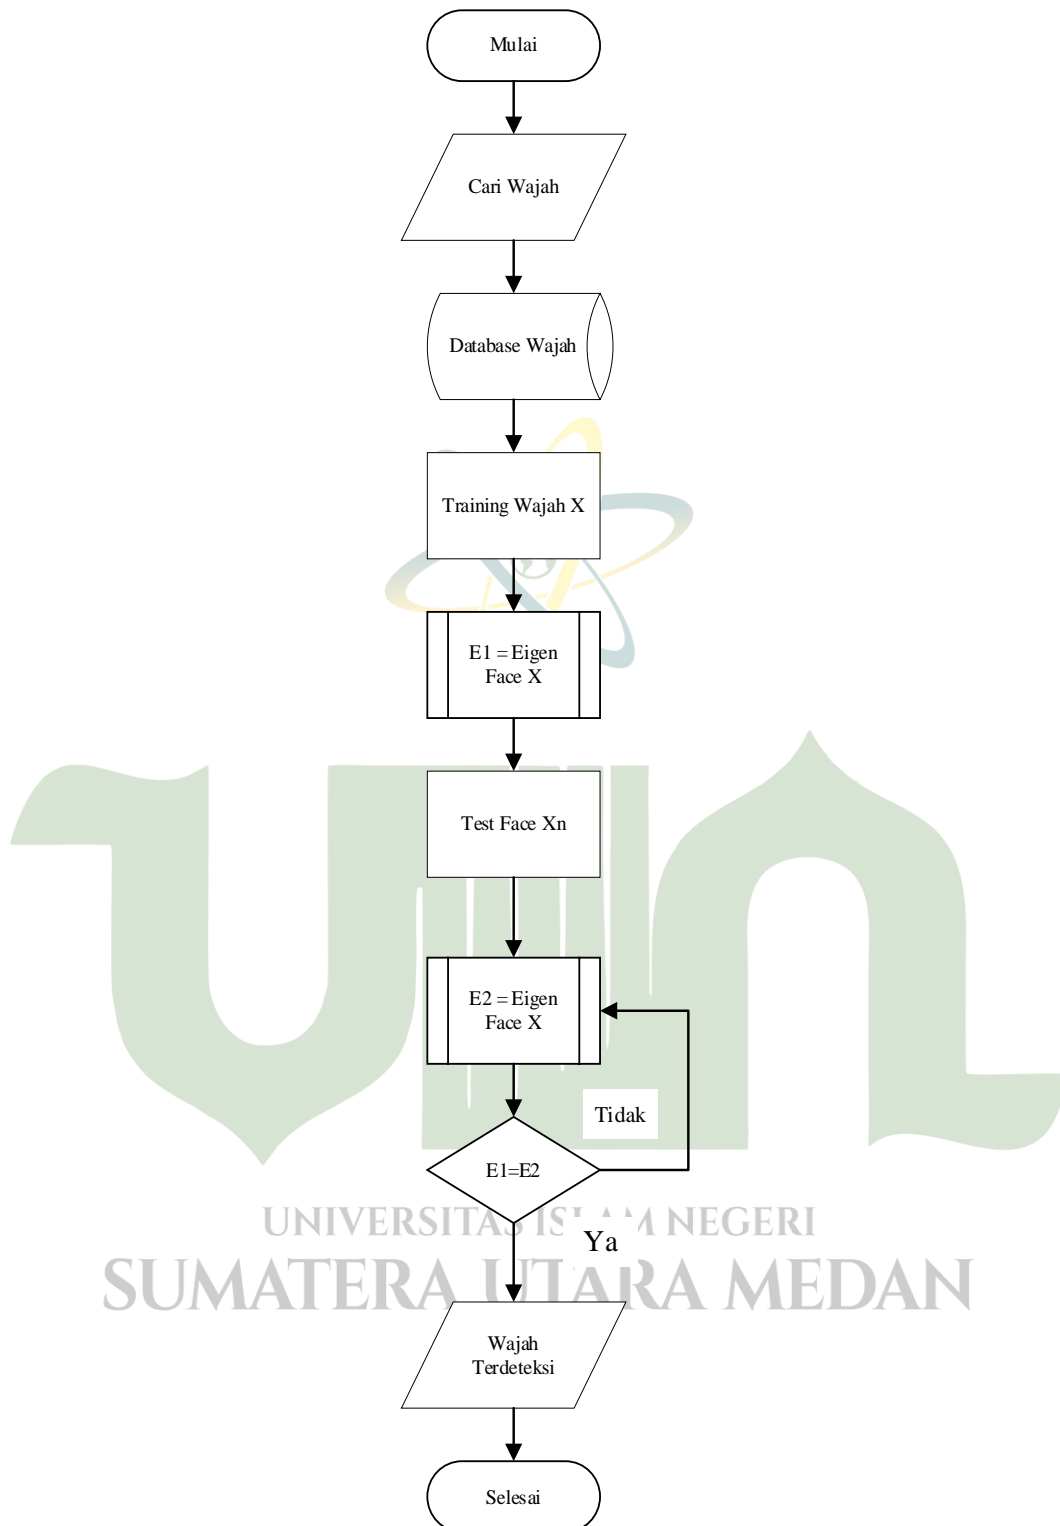 Mulai
Cari Wajah
Database Wajah
Training Wajah X
E1 = Eigen
Face X
Test Face Xn
E2 = Eigen
Face X
Tidak
E1=E2
UNIVERSITAS ISLAM NEGERI
Ya
SUMATERA UTARA MEDAN
Wajah
Terdeteksi
Selesai